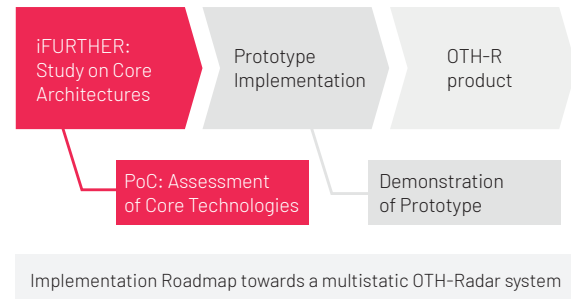 iFURTHER:
Study on Core
Architectures
Prototype
Implementation
OTH-R
product
PoC: Assessment
of Core Technologies
Demonstration
of Prototype
Implementation Roadmap towards a multistatic OTH-Radar system